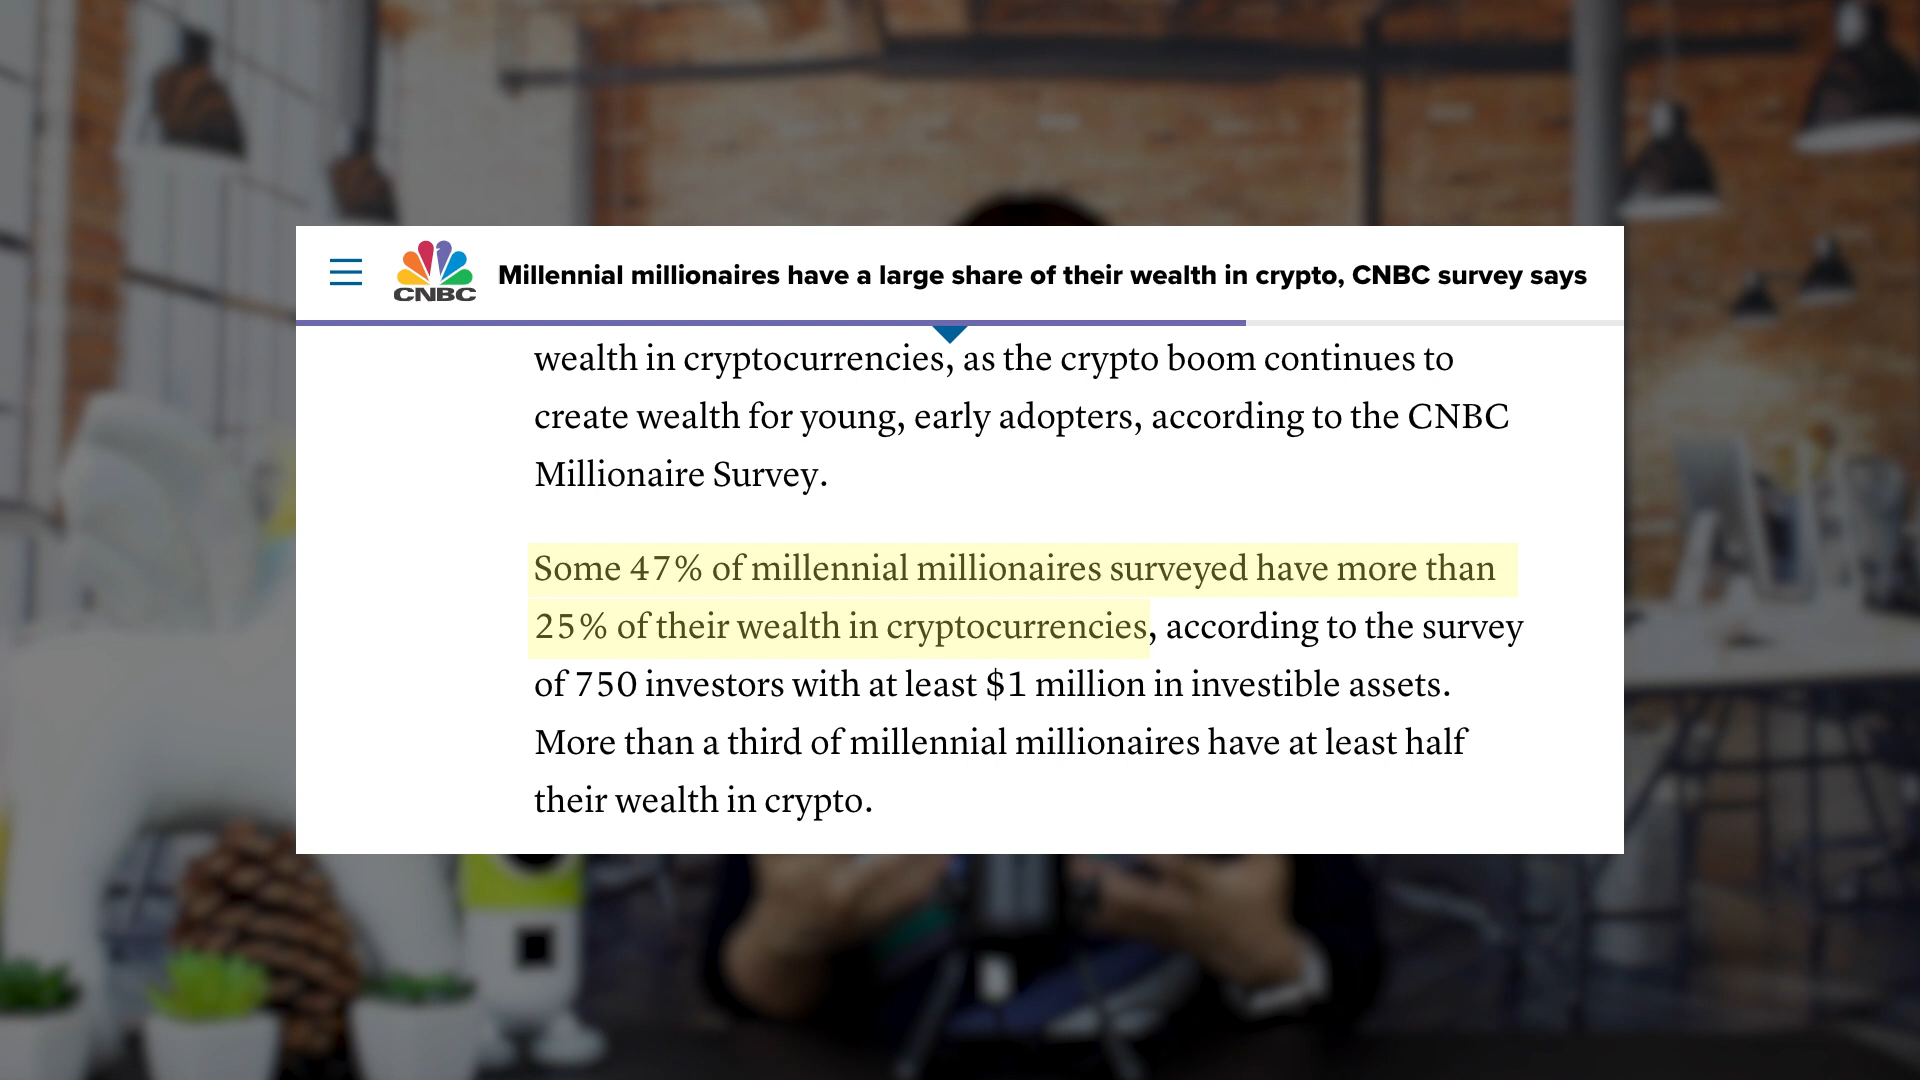 CNBC
Millennial millionaires have a large share of their wealth in crypto, CNBC survey says
wealth in cryptocurrencies, as the crypto boom continues to
create wealth for young, early adopters, according to the CNBC
Millionaire Survey.
Some 47% of millennial millionaires surveyed have more than
25% of their wealth in cryptocurrencies, according to the survey
of 750 investors with at least $1 million in investible assets.
More than a third of millennial millionaires have at least half
their wealth in crypto.